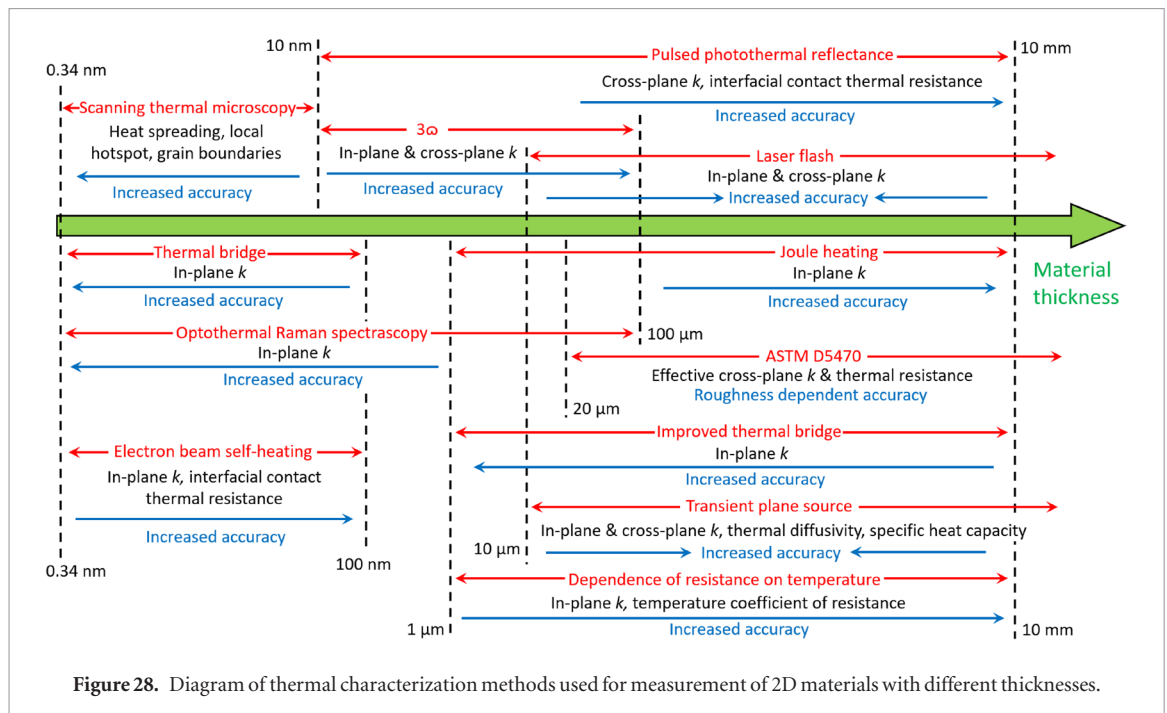 10 nm
Pulsed photothermal reflectance
10 mm
0.34 nm
Cross-plane k, interfacial contact thermal resistance
Scanning thermal microscopy
Increased accuracy
Heat spreading, local
hotspot, grain boundaries
3ω
In-plane & cross-plane k
Laser flash
In-plane & cross-plane k
Increased accuracy
Increased accuracy
Increased accuracy
Thermal bridge
In-plane k
Increased accuracy
Joule heating
In-plane k
Increased accuracy
Material
thickness
Optothermal Raman spectrascopy
100 μm
In-plane k
Increased accuracy
ASTM D5470
Effective cross-plane k & thermal resistance
Roughness dependent accuracy
20 μm
Electron beam self-heating
In-plane k, interfacial contact
thermal resistance
Increased accuracy
Improved thermal bridge
In-plane k
Increased accuracy
Transient plane source
In-plane & cross-plane k, thermal diffusivity, specific heat capacity
10 μm
Increased accuracy
0.34 nm
100 nm
Dependence of resistance on temperature
In-plane k, temperature coefficient of resistance
1 μm
Increased accuracy
10 mm
Figure 28. Diagram of thermal characterization methods used for measurement of 2D materials with different thicknesses.